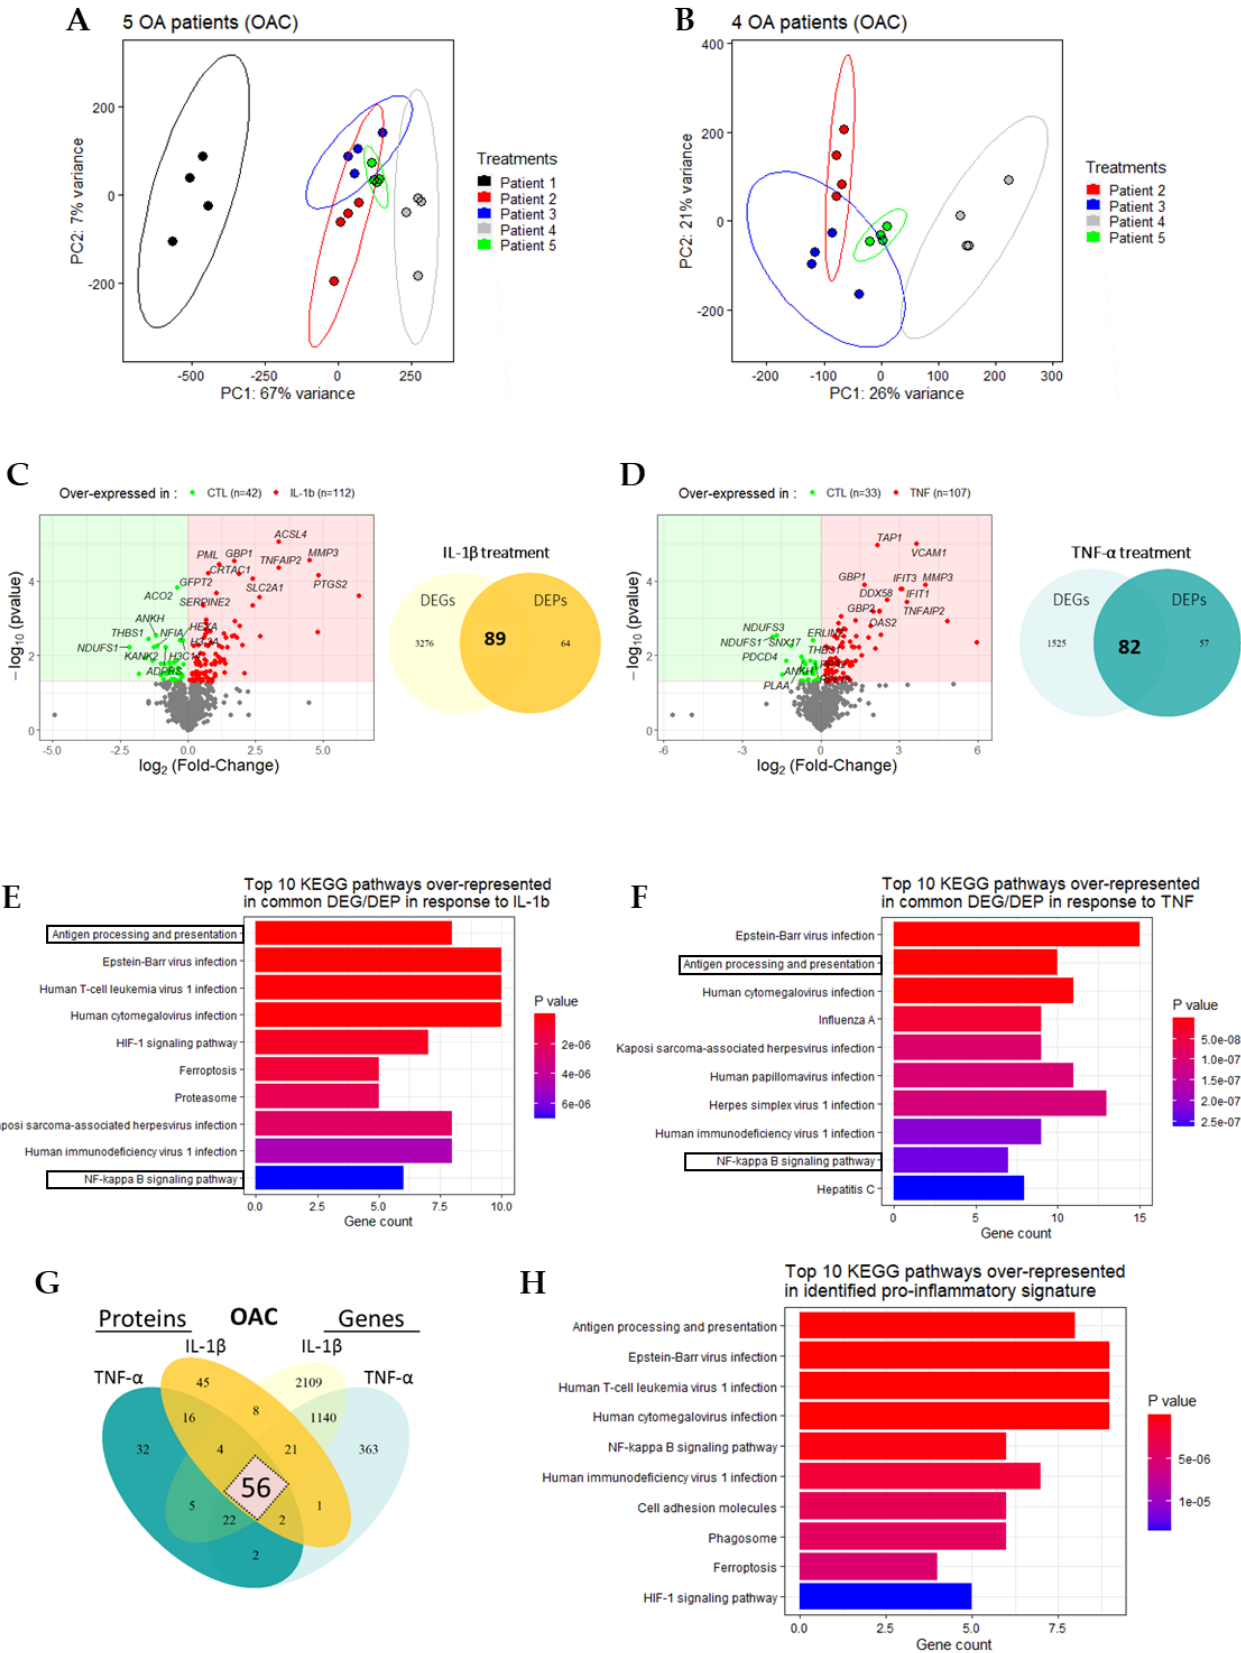 A
5 OA patients (OAC)
PC2: 7% variance
200
0
-200
-500
-250
0
250
PC1: 67% variance
Treatments
Patient 1
Patient 2
Patient 3
Patient 4
Patient 5
B
4 OA patients (OAC)
PC2: 21% variance
400
200
0
-200
-200
-100
0
100
200
300
PC1: 26% variance
Treatments
Patient 2
Patient 3
Patient 4
Patient 5
C
Over-expressed in :
CTL (n=42)
IL-1b (n=112)
− log10 (pvalue)
4
2
0
ACSL4
PML
GBP1
TNFAIP2
MMP3
CRTAC1
PTGS2
GFPT2
SLC2A1
ACO2
SERPINE2
ANKH
HEXA
THBS1
NFIA
NDUFS1
KANK2
-5.0
-2.5
0.0
2.5
5.0
log2 (Fold-Change)
IL-1β treatment
DEGs
DEPs
3276
89
64
D
Over-expressed in :
CTL (n=33)
TNF (n=107)
− log10 (pvalue)
4
2
0
TAP1
VCAM1
GBP1
IFIT3
MMP3
DDX58
IFIT1
GBP2
TNFAIP2
OAS2
NDUFS3
NDUFS1
SNX17
THBS1
PDCD4
ANKH
PLAA
-6
-3
0
3
6
log2 (Fold-Change)
TNF-α treatment
DEGs
DEPs
1525
82
57
E
Top 10 KEGG pathways over-represented
in common DEG/DEP in response to IL-1b
Antigen processing and presentation
Epstein-Barr virus infection
Human T-cell leukemia virus 1 infection
Human cytomegalovirus infection
HIF-1 signaling pathway
Ferroptosis
Proteasome
posi sarcoma-associated herpesvirus infection
Human immunodeficiency virus 1 infection
NF-kappa B signaling pathway
0.0
2.5
5.0
7.5
10.0
Gene count
P value
2e-06
4e-06
6e-06
F
Top 10 KEGG pathways over-represented
in common DEG/DEP in response to TNF
Epstein-Barr virus infection
Antigen processing and presentation
Human cytomegalovirus infection
Influenza A
Kaposi sarcoma-associated herpesvirus infection
Human papillomavirus infection
Herpes simplex virus 1 infection
Human immunodeficiency virus 1 infection
NF-kappa B signaling pathway
Hepatitis C
0
5
10
15
Gene count
P value
5.0e-08
1.0e-07
1.5e-07
2.0e-07
2.5e-07
G
Proteins
OAC
Genes
IL-1β
IL-1β
TNF-α
TNF-α
45
2109
16
8
1140
32
4
21
363
56
5
22
2
1
2
H
Top 10 KEGG pathways over-represented
in identified pro-inflammatory signature
Antigen processing and presentation
Epstein-Barr virus infection
Human T-cell leukemia virus 1 infection
Human cytomegalovirus infection
NF-kappa B signaling pathway
Human immunodeficiency virus 1 infection
Cell adhesion molecules
Phagosome
Ferroptosis
HIF-1 signaling pathway
0.0
2.5
5.0
7.5
Gene count
P value
5e-06
1e-05